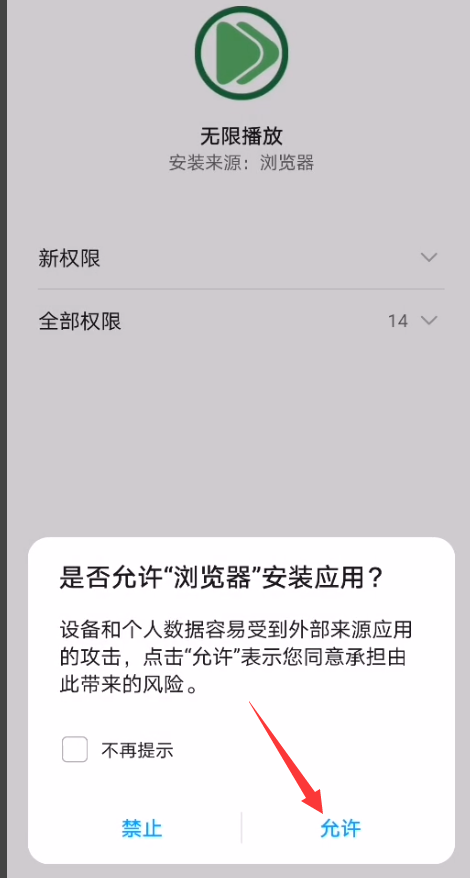 无限播放
安装来源：浏览器
新权限
全部权限 14
是否允许“浏览器”安装应用？
设备和个人数据容易受到外部来源应用
的攻击，点击“允许”表示您同意承担由
此带来的风险。
不再提示
禁止 允许